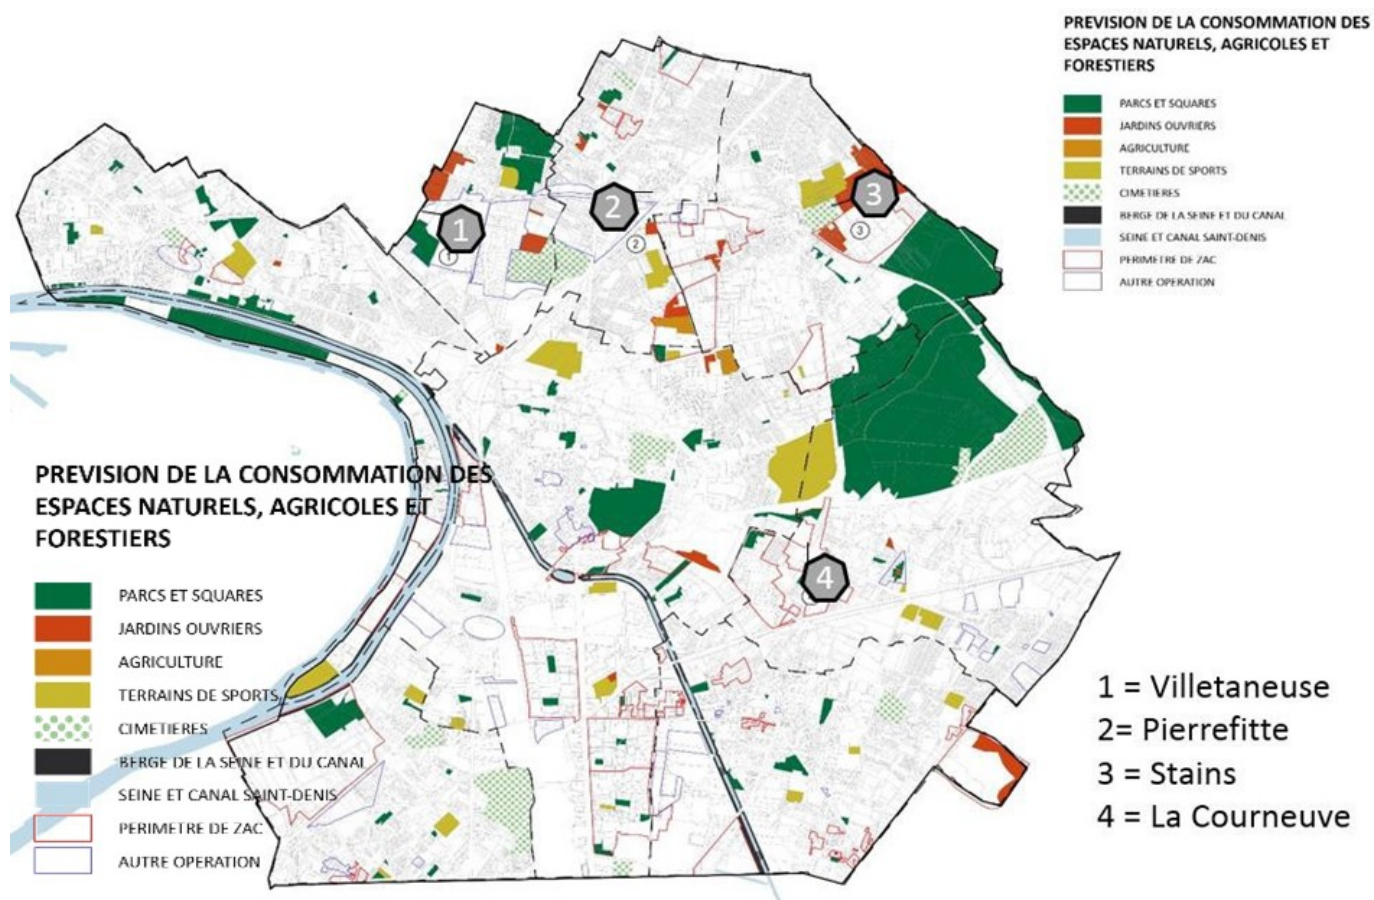 PREVISION DE LA CONSOMMATION DES
ESPACES NATURELS, AGRICOLES ET
FORESTIERS
PARCS ET SQUARES
JARDINS OUVRIERS
AGRICULTURE
TERRAINS DE SPORTS
CIMETIERES
BERGE DE LA SEINE ET DU CANAL
SEINE ET CANAL SAINT-DENIS
PERIMETRE DE ZAC
AUTRE OPERATION
1
2
3
2
3
4
PREVISION DE LA CONSOMMATION DES
ESPACES NATURELS, AGRICOLES ET
FORESTIERS
PARCS ET SQUARES
JARDINS OUVRIERS
AGRICULTURE
TERRAINS DE SPORTS
CIMETIERES
BERGE DE LA SEINE ET DU CANAL
SEINE ET CANAL SAINT-DENIS
PERIMETRE DE ZAC
AUTRE OPERATION
1 = Villetaneuse
2= Pierrefitte
3 = Stains
4 = La Courneuve